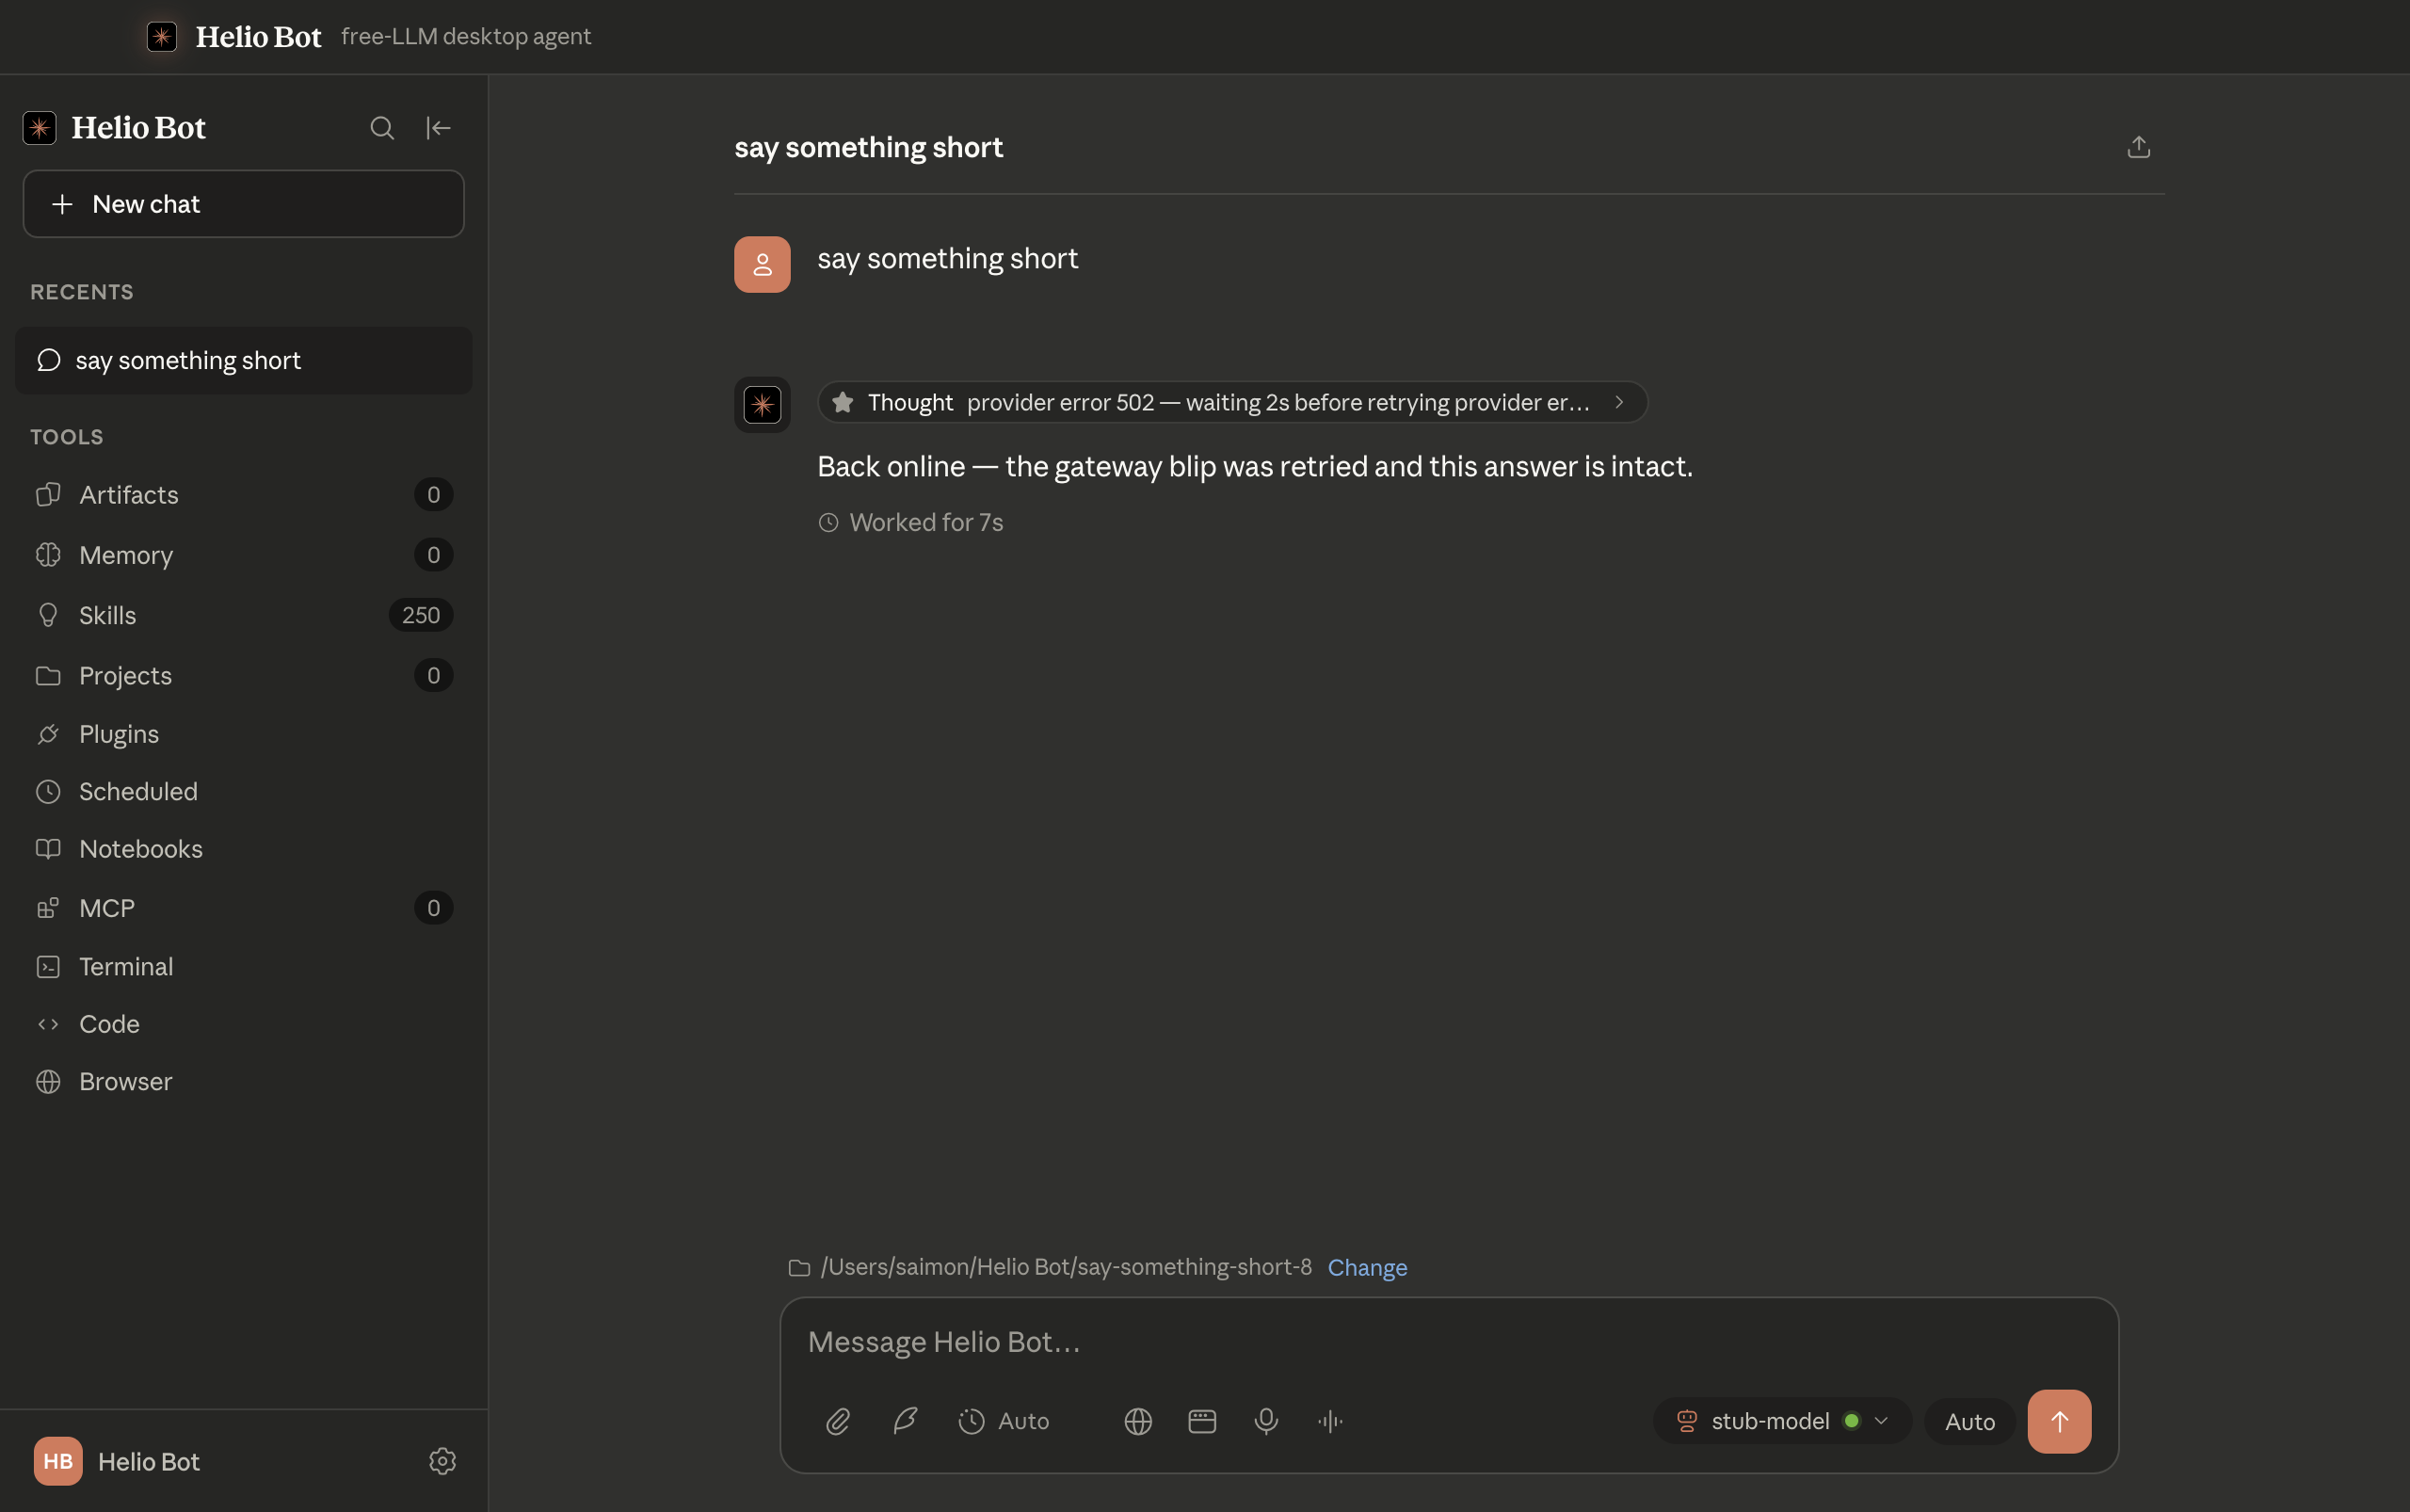 Helio Bot free-LLM desktop agent
Helio Bot
New chat
RECENTS
say something short
TOOLS
Artifacts 0
Memory 0
Skills 250
Projects 0
Plugins
Scheduled
Notebooks
MCP 0
Terminal
Code
Browser
HB Helio Bot
say something short
say something short
Thought provider error 502 — waiting 2s before retrying provider er…
Back online — the gateway blip was retried and this answer is intact.
Worked for 7s
/Users/saimon/Helio Bot/say-something-short-8 Change
Message Helio Bot…
Auto stub-model Auto